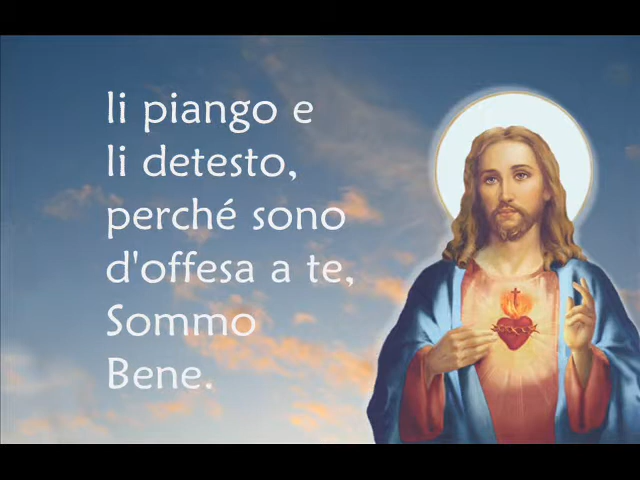 li piango e
li detesto,
perché sono
d'offesa a te,
Sommo
Bene.